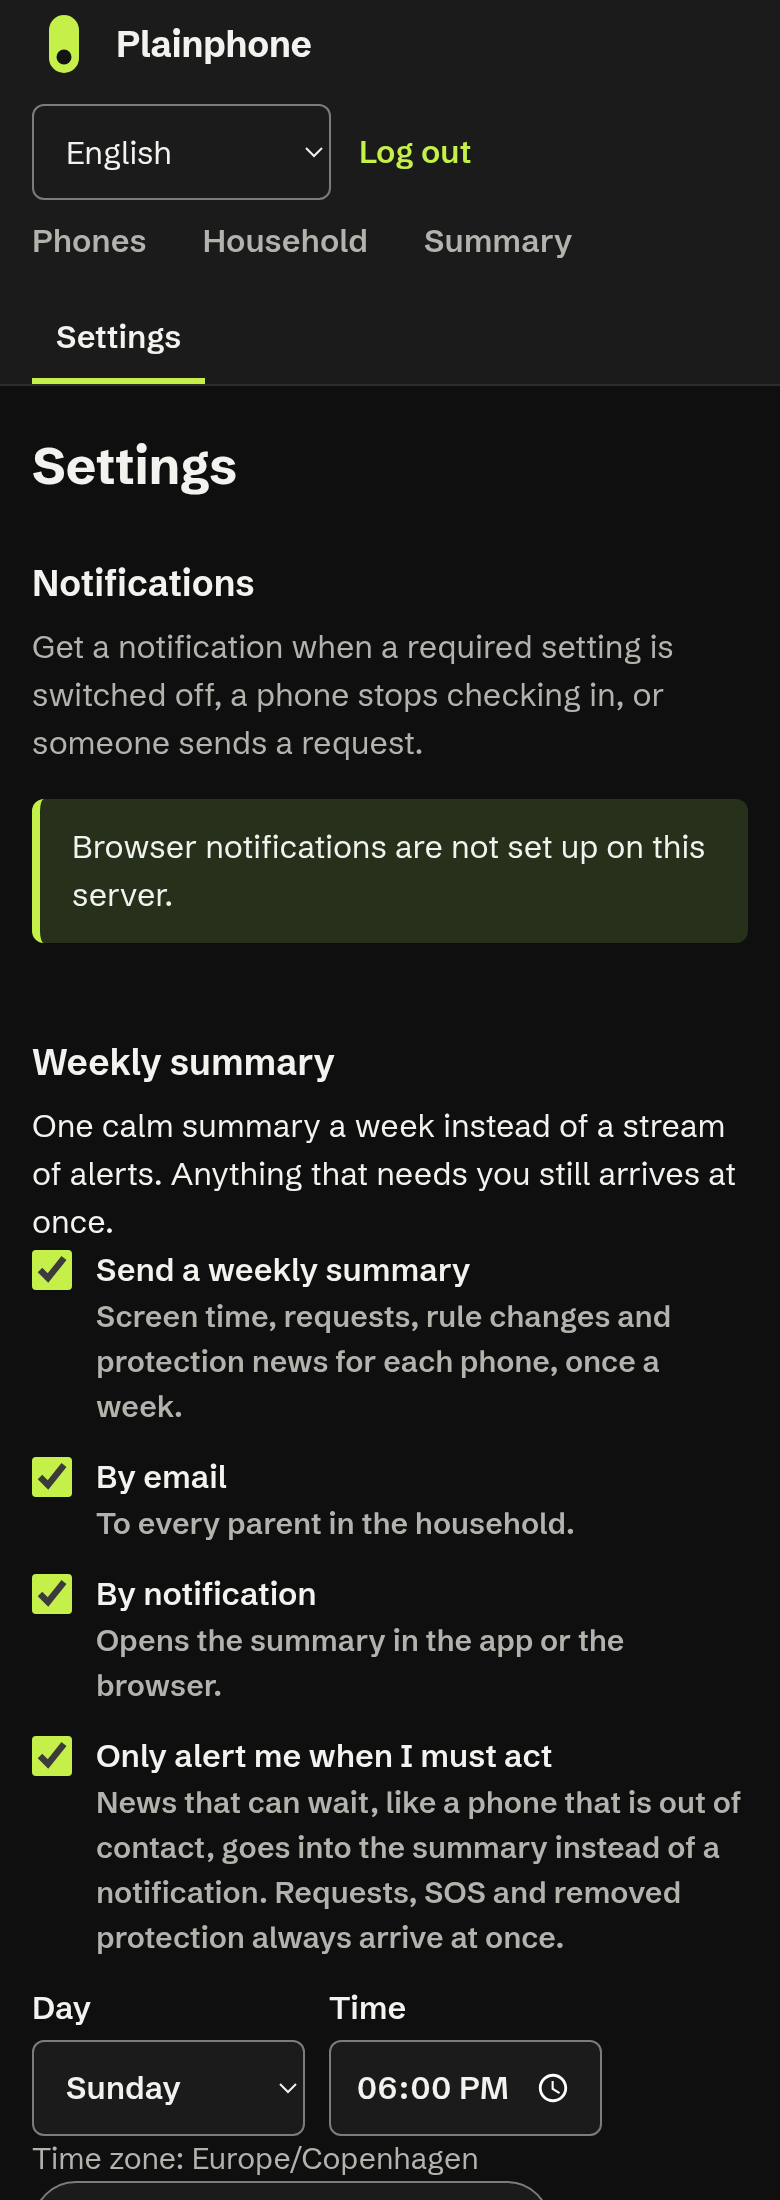 Plainphone
English
Log out
Phones
Household
Summary
Settings
Settings
Notifications
Get a notification when a required setting is
switched off, a phone stops checking in, or
someone sends a request.
Browser notifications are not set up on this
server.
Weekly summary
One calm summary a week instead of a stream
of alerts. Anything that needs you still arrives at
once.
Send a weekly summary
Screen time, requests, rule changes and
protection news for each phone, once a
week.
By email
To every parent in the household.
By notification
Opens the summary in the app or the
browser.
Only alert me when I must act
News that can wait, like a phone that is out of
contact, goes into the summary instead of a
notification. Requests, SOS and removed
protection always arrive at once.
Day
Time
Sunday
06:00 PM
Time zone: Europe/Copenhagen